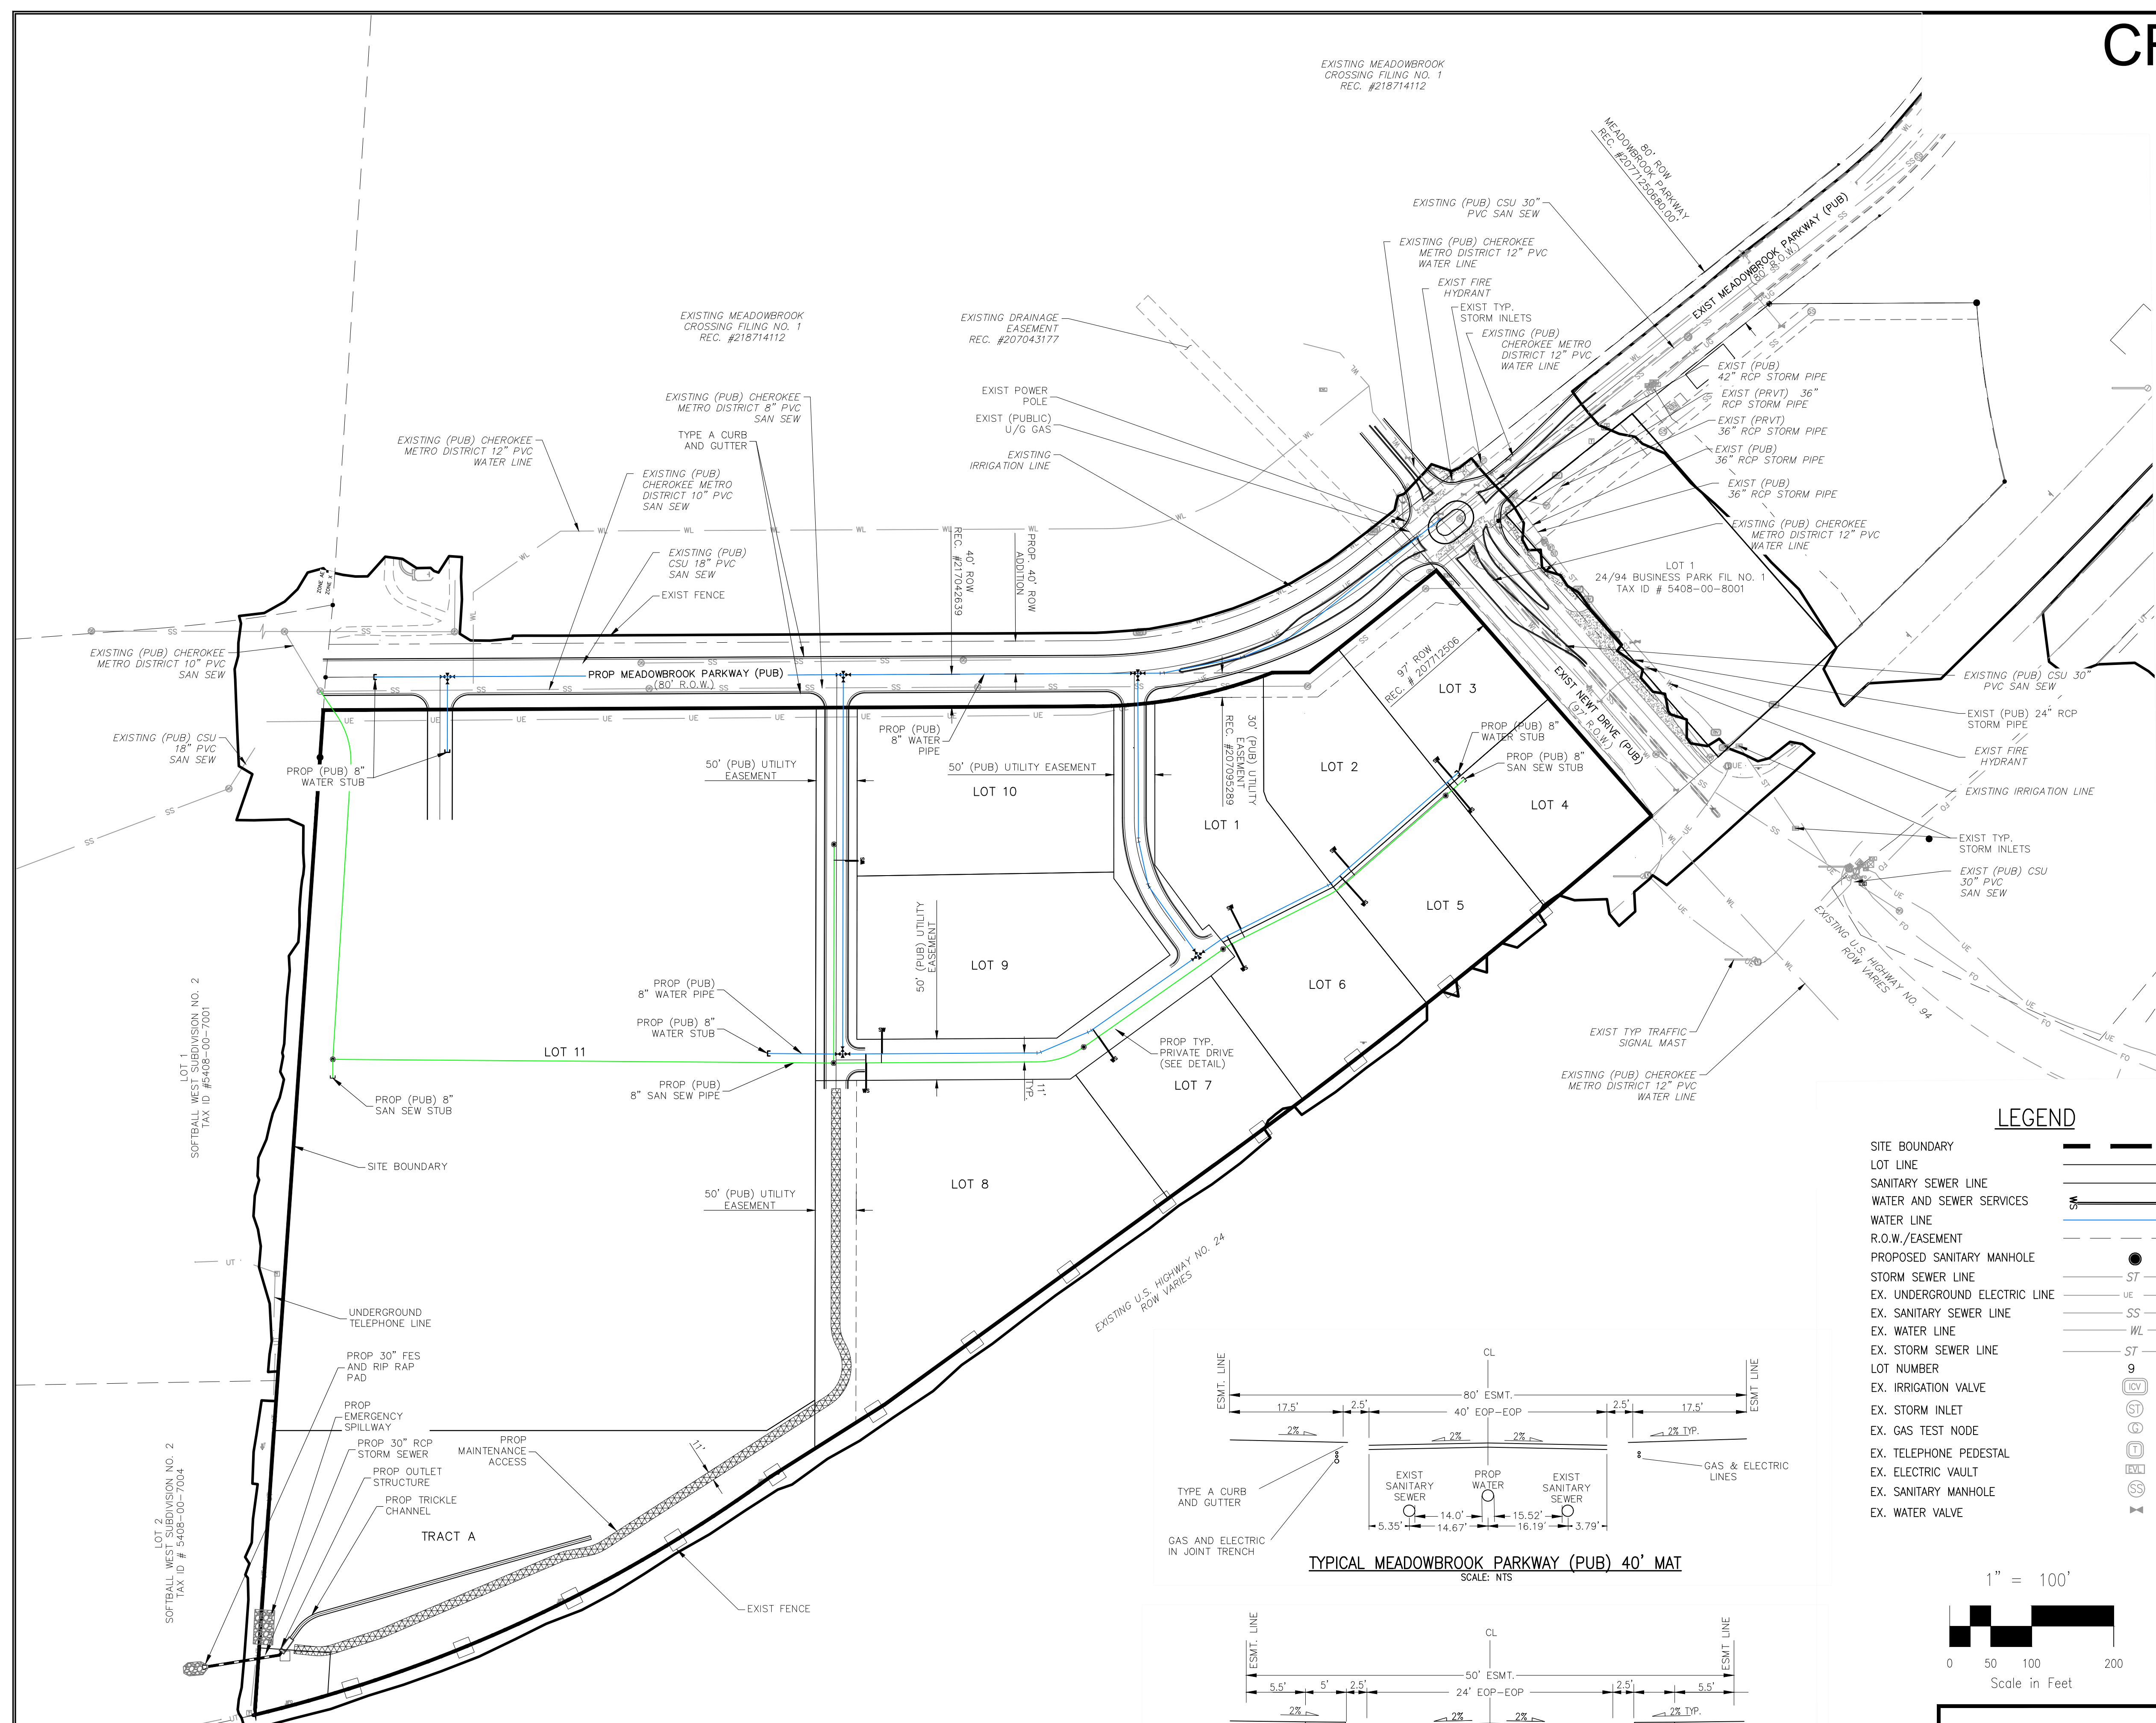 CR
EXISTING MEADOWBROOK
CROSSING FILING NO. 1
REC. #218714112
80' ROW
MEADOWBROOK PARKWAY
REC. #20771250680.00'
EXISTING (PUB) CSU 30"
PVC SAN SEW
EXISTING (PUB) CHEROKEE
METRO DISTRICT 12" PVC
WATER LINE
EXIST FIRE
HYDRANT
EXIST TYP.
STORM INLETS
EXISTING (PUB)
CHEROKEE METRO
DISTRICT 12" PVC
WATER LINE
EXIST MEADOWBROOK PARKWAY (PUB)
(80' R.O.W.)
EXISTING MEADOWBROOK
CROSSING FILING NO. 1
REC. #218714112
EXISTING DRAINAGE
EASEMENT
REC. #207043177
EXIST POWER
POLE
EXIST (PUBLIC)
U/G GAS
EXISTING
IRRIGATION LINE
EXISTING (PUB) CHEROKEE
METRO DISTRICT 8" PVC
SAN SEW
TYPE A CURB
AND GUTTER
EXISTING (PUB) CHEROKEE
METRO DISTRICT 12" PVC
WATER LINE
EXISTING (PUB)
CHEROKEE METRO
DISTRICT 10" PVC
SAN SEW
EXISTING (PUB)
CSU 18" PVC
SAN SEW
EXIST FENCE
EXIST (PUB)
42" RCP STORM PIPE
EXIST (PRVT) 36"
RCP STORM PIPE
EXIST (PRVT)
36" RCP STORM PIPE
EXIST (PUB)
36" RCP STORM PIPE
EXIST (PUB)
36" RCP STORM PIPE
EXISTING (PUB) CHEROKEE
METRO DISTRICT 12" PVC
WATER LINE
LOT 1
24/94 BUSINESS PARK FIL NO. 1
TAX ID # 5408-00-8001
40' ROW
REC. #217042639
PROP. 40' ROW
ADDITION
ZONE AE
ZONE X
EXISTING (PUB) CHEROKEE
METRO DISTRICT 10" PVC
SAN SEW
PROP MEADOWBROOK PARKWAY (PUB)
(80' R.O.W.)
97' ROW
REC. # 207712506
LOT 3
EXIST NEWT DRIVE (PUB)
(97' R.O.W.)
EXISTING (PUB) CSU 30"
PVC SAN SEW
EXIST (PUB) 24" RCP
STORM PIPE
EXIST FIRE
HYDRANT
EXISTING IRRIGATION LINE
EXIST TYP.
STORM INLETS
EXIST (PUB) CSU
30" PVC
SAN SEW
EXISTING (PUB) CSU
18" PVC
SAN SEW
PROP (PUB) 8"
WATER STUB
50' (PUB) UTILITY
EASEMENT
PROP (PUB)
8" WATER
PIPE
50' (PUB) UTILITY EASEMENT
LOT 10
30' (PUB) UTILITY
EASEMENT
REC. #207095289
LOT 1
LOT 2
PROP (PUB) 8"
WATER STUB
PROP (PUB) 8"
SAN SEW STUB
LOT 4
LOT 5
LOT 6
LOT 9
50' (PUB) UTILITY
EASEMENT
PROP (PUB)
8" WATER PIPE
PROP (PUB) 8"
WATER STUB
LOT 11
PROP (PUB)
8" SAN SEW PIPE
PROP (PUB) 8"
SAN SEW STUB
11'
TYP.
PROP TYP.
PRIVATE DRIVE
(SEE DETAIL)
LOT 7
EXISTING U.S. HIGHWAY NO. 94
ROW VARIES
EXIST TYP TRAFFIC
SIGNAL MAST
EXISTING (PUB) CHEROKEE
METRO DISTRICT 12" PVC
WATER LINE
LOT 1
SOFTBALL WEST SUBDIVISION NO. 2
TAX ID #5408-00-7001
SITE BOUNDARY
50' (PUB) UTILITY
EASEMENT
LOT 8
EXISTING U.S. HIGHWAY NO. 24
ROW VARIES
UNDERGROUND
TELEPHONE LINE
PROP 30" FES
AND RIP RAP
PAD
PROP
EMERGENCY
SPILLWAY
PROP 30" RCP
STORM SEWER
PROP OUTLET
STRUCTURE
PROP TRICKLE
CHANNEL
PROP
MAINTENANCE
ACCESS
11'
TRACT A
EXIST FENCE
LOT 2
SOFTBALL WEST SUBDIVISION NO. 2
TAX ID # 5408-00-7004
LEGEND
SITE BOUNDARY
LOT LINE
SANITARY SEWER LINE
WATER AND SEWER SERVICES
WATER LINE
R.O.W./EASEMENT
PROPOSED SANITARY MANHOLE
STORM SEWER LINE ST
EX. UNDERGROUND ELECTRIC LINE UE
EX. SANITARY SEWER LINE SS
EX. WATER LINE WL
EX. STORM SEWER LINE ST
LOT NUMBER 9
EX. IRRIGATION VALVE ICV
EX. STORM INLET ST
EX. GAS TEST NODE G
EX. TELEPHONE PEDESTAL T
EX. ELECTRIC VAULT EVL
EX. SANITARY MANHOLE SS
EX. WATER VALVE
1" = 100'
0 50 100 200
Scale in Feet
CL
ESMT. LINE
ESMT LINE
80' ESMT.
17.5' 2.5' 40' EOP-EOP 2.5' 17.5'
2% 2% 2% 2% TYP.
EXIST
SANITARY
SEWER
PROP
WATER
EXIST
SANITARY
SEWER
GAS & ELECTRIC
LINES
TYPE A CURB
AND GUTTER
14.0' 15.52'
5.35' 14.67' 16.19' 3.79'
GAS AND ELECTRIC
IN JOINT TRENCH
TYPICAL MEADOWBROOK PARKWAY (PUB) 40' MAT
SCALE: NTS
CL
ESMT. LINE
ESMT LINE
50' ESMT.
5.5' 5' 2.5' 24' EOP-EOP 2.5' 5.5'
2% 2% 2% 2% TYP.